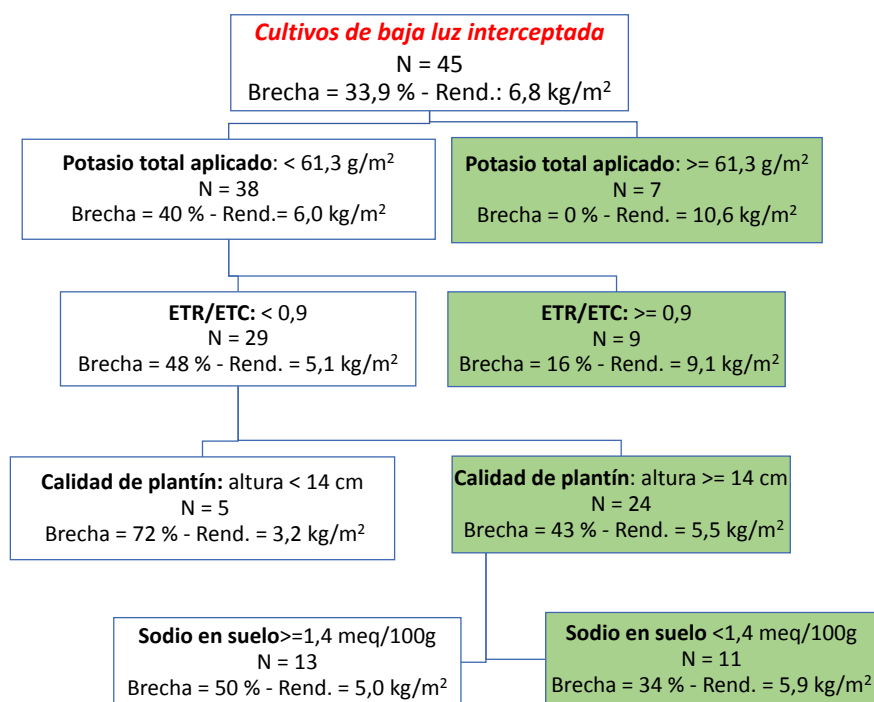 Cultivos de baja luz interceptada
N = 45
Brecha = 33,9 % - Rend.: 6,8 kg/m²
Potasio total aplicado: < 61,3 g/m²
N = 38
Brecha = 40 % - Rend.= 6,0 kg/m²
Potasio total aplicado: >= 61,3 g/m²
N = 7
Brecha = 0 % - Rend. = 10,6 kg/m²
ETR/ETC: < 0,9
N = 29
Brecha = 48 % - Rend. = 5,1 kg/m²
ETR/ETC: >= 0,9
N = 9
Brecha = 16 % - Rend. = 9,1 kg/m²
Calidad de plantín: altura < 14 cm
N = 5
Brecha = 72 % - Rend. = 3,2 kg/m²
Calidad de plantín: altura >= 14 cm
N = 24
Brecha = 43 % - Rend. = 5,5 kg/m²
Sodio en suelo>=1,4 meq/100g
N = 13
Brecha = 50 % - Rend. = 5,0 kg/m²
Sodio en suelo <1,4 meq/100g
N = 11
Brecha = 34 % - Rend. = 5,9 kg/m²